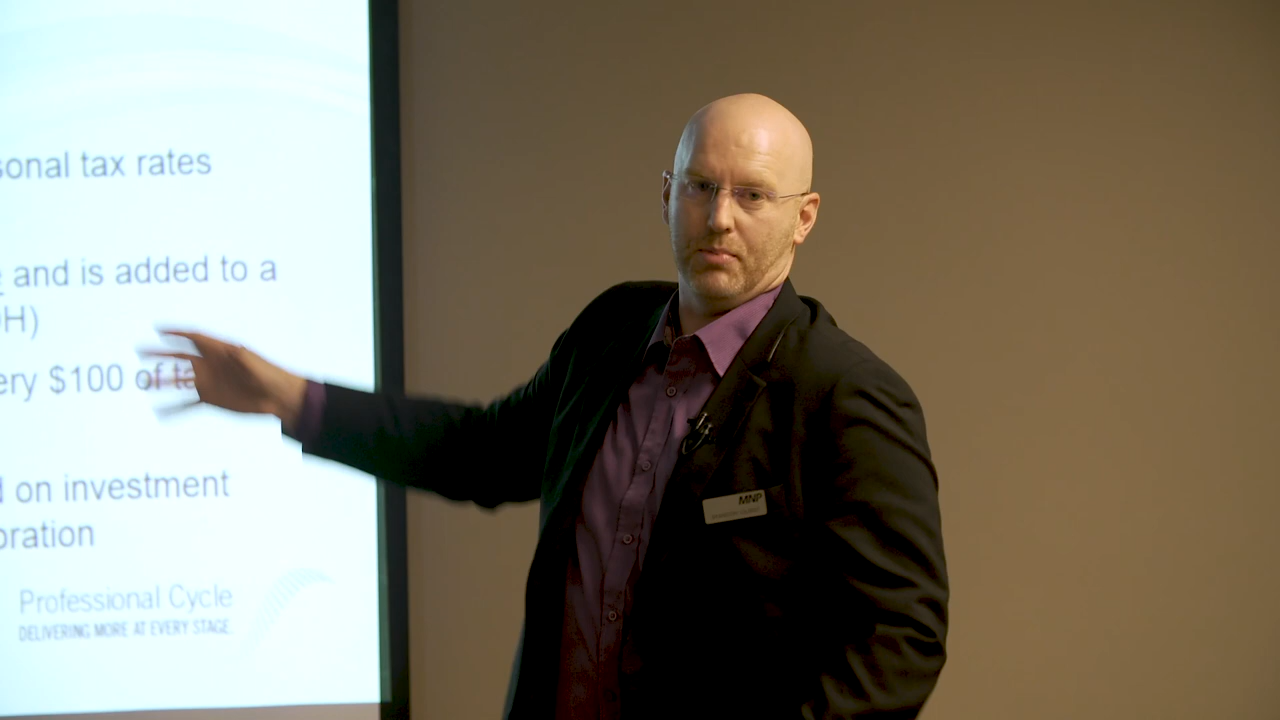 sonal tax rates
and is added to a
H)
ery $100 of ta
on investment
oration
Professional Cycle
DELIVERING MORE AT EVERY STAGE.
MNP